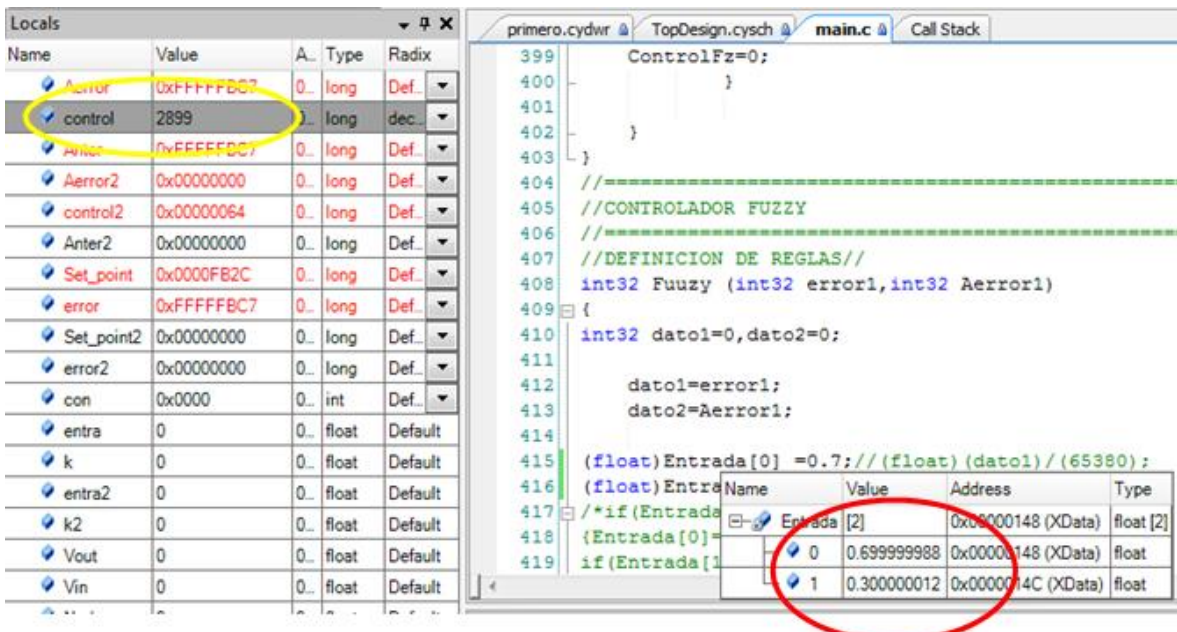 Locals
Name Value A... Type Radix
Aerror 0xFFFFFBC7 0... long Def...
control 2899 0... long dec...
Anter 0xFFFFFBC7 0... long Def...
Aerror2 0x00000000 0... long Def...
control2 0x00000064 0... long Def...
Anter2 0x00000000 0... long Def...
Set_point 0x0000FB2C 0... long Def...
error 0xFFFFFBC7 0... long Def...
Set_point2 0x00000000 0... long Def...
error2 0x00000000 0... long Def...
con 0x0000 0... int Def...
entra 0 0... float Default
k 0 0... float Default
entra2 0 0... float Default
k2 0 0... float Default
Vout 0 0... float Default
Vin 0 0... float Default
primero.cydwr TopDesign.cysch main.c Call Stack
399 ControlFz=0;
400 }
401
402 }
403 }
404 //=====================================================
405 //CONTROLADOR FUZZY
406 //=====================================================
407 //DEFINICION DE REGLAS//
408 int32 Fuuzy (int32 error1,int32 Aerror1)
409 {
410 int32 dato1=0,dato2=0;
411
412 dato1=error1;
413 dato2=Aerror1;
414
415 (float)Entrada[0] =0.7;//(float)(dato1)/(65380);
416 (float)Entra
417 /*if(Entrada
418 {Entrada[0]=
419 if(Entrada[1
Name Value Address Type
Entrada [2] 0x00000148 (XData) float [2]
0 0.699999988 0x00000148 (XData) float
1 0.300000012 0x0000014C (XData) float